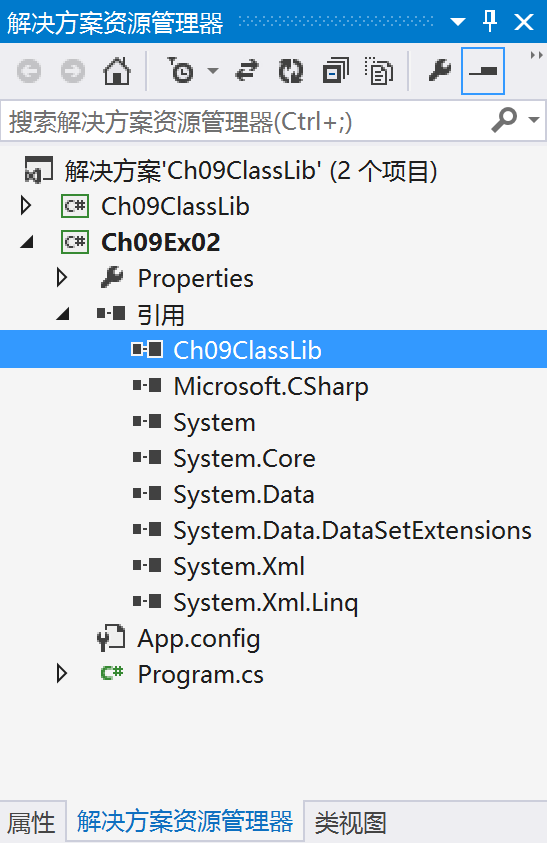 解决方案资源管理器
搜索解决方案资源管理器(Ctrl+;)
解决方案'Ch09ClassLib' (2 个项目)
C# Ch09ClassLib
C# Ch09Ex02
Properties
引用
Ch09ClassLib
Microsoft.CSharp
System
System.Core
System.Data
System.Data.DataSetExtensions
System.Xml
System.Xml.Linq
App.config
C# Program.cs
属性 解决方案资源管理器 类视图